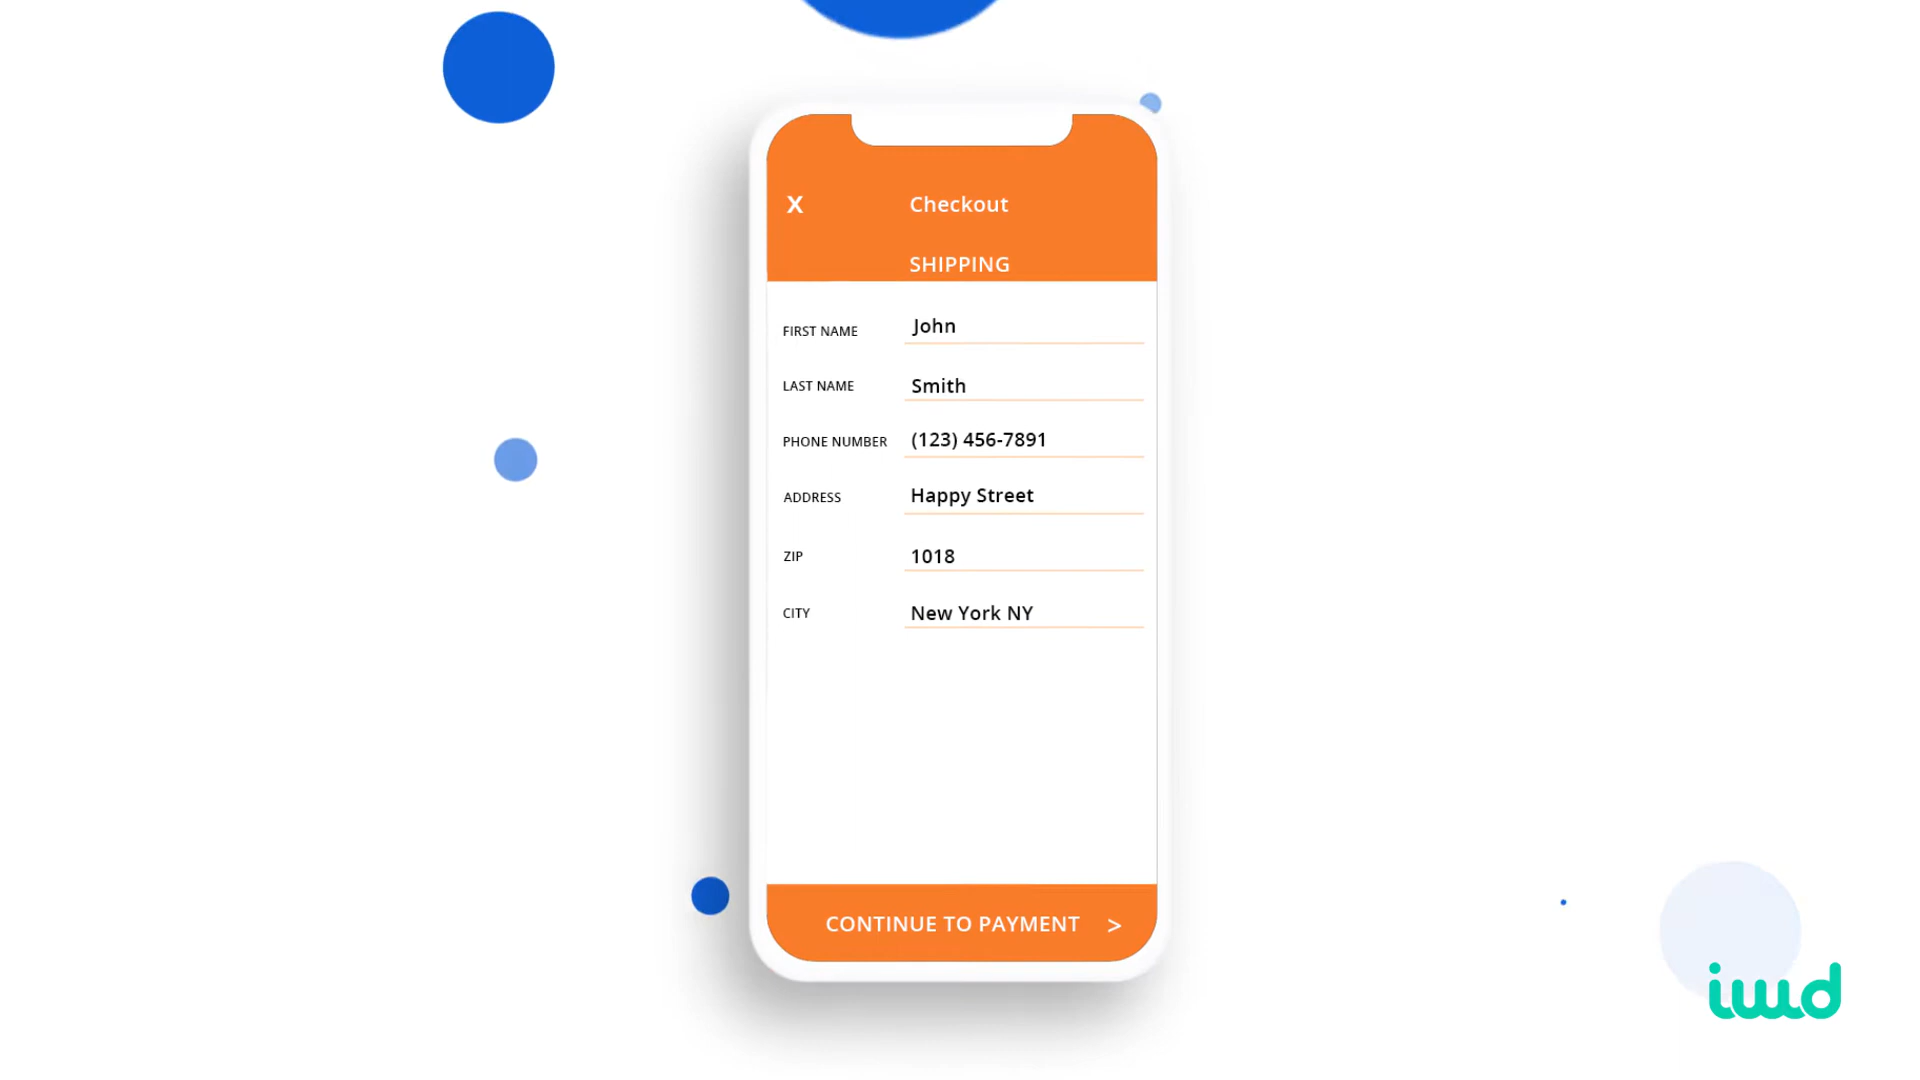 X Checkout
SHIPPING
FIRST NAME John
LAST NAME Smith
PHONE NUMBER (123) 456-7891
ADDRESS Happy Street
ZIP 1018
CITY New York NY
CONTINUE TO PAYMENT >
iwd